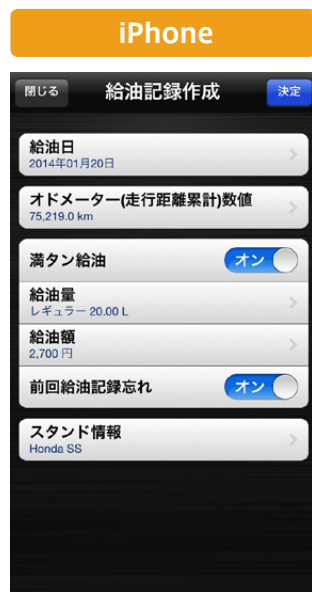 iPhone
閉じる 給油記録作成 決定
給油日
2014年01月20日
オドメーター(走行距離累計)数値
75,219.0 km
満タン給油 オン
給油量
レギュラー 20.00 L
給油額
2,700 円
前回給油記録忘れ オン
スタンド情報
Honda SS